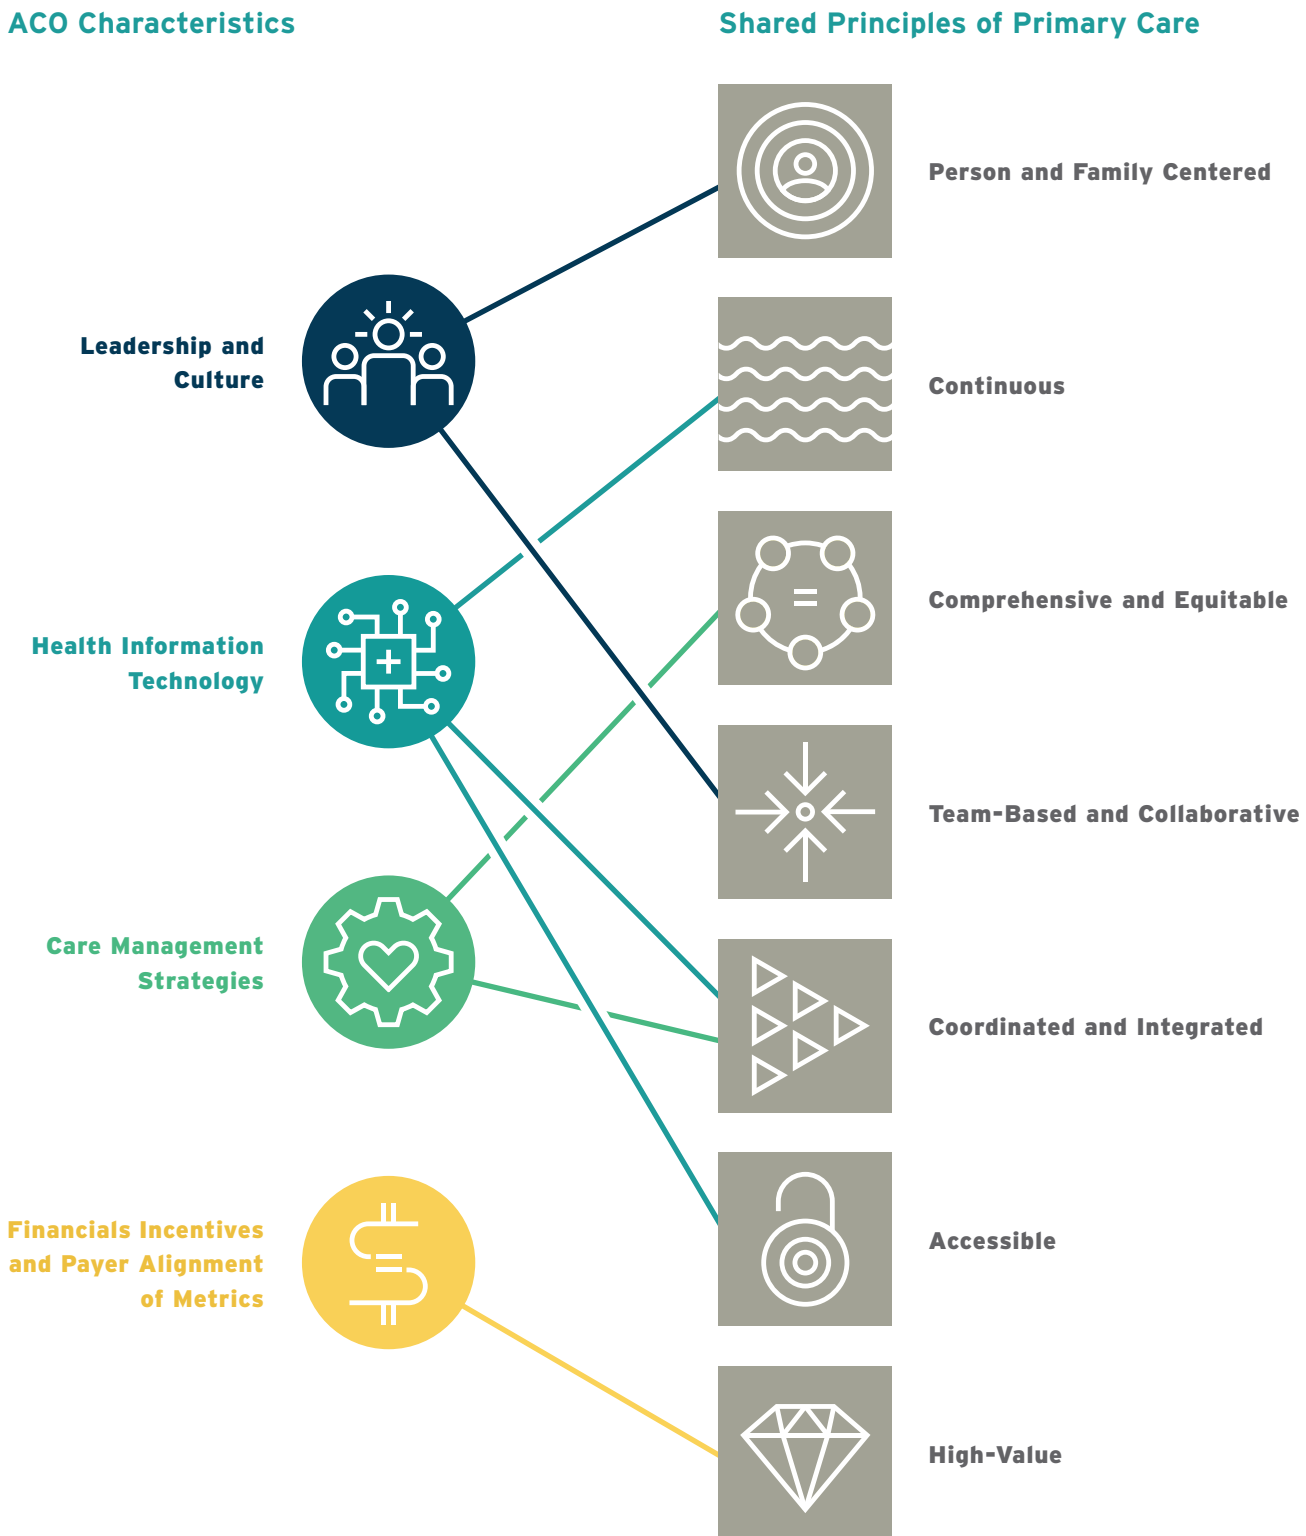 ACO Characteristics
Shared Principles of Primary Care
Leadership and
Culture
Health Information
Technology
Care Management
Strategies
Financials Incentives
and Payer Alignment
of Metrics
Person and Family Centered
Continuous
Comprehensive and Equitable
Team-Based and Collaborative
Coordinated and Integrated
Accessible
High-Value